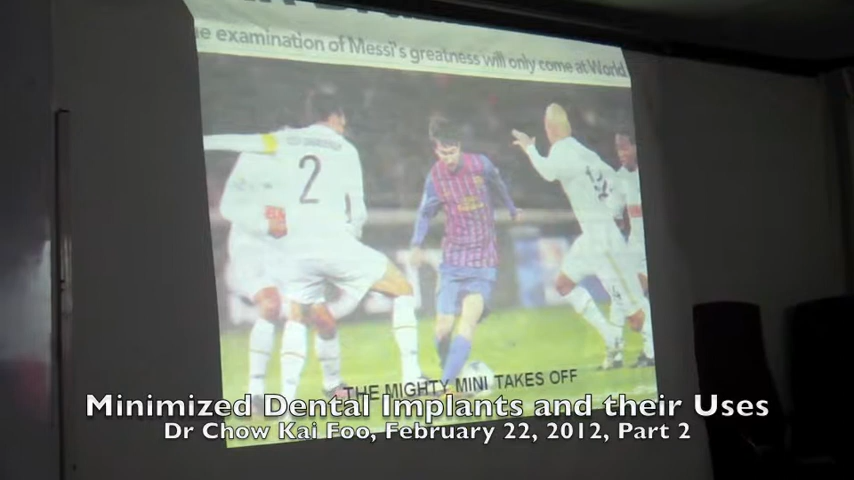 e examination of Messi's greatness will only come at World
2
THE MIGHTY MINI TAKES OFF
Minimized Dental Implants and their Uses
Dr Chow Kai Foo, February 22, 2012, Part 2